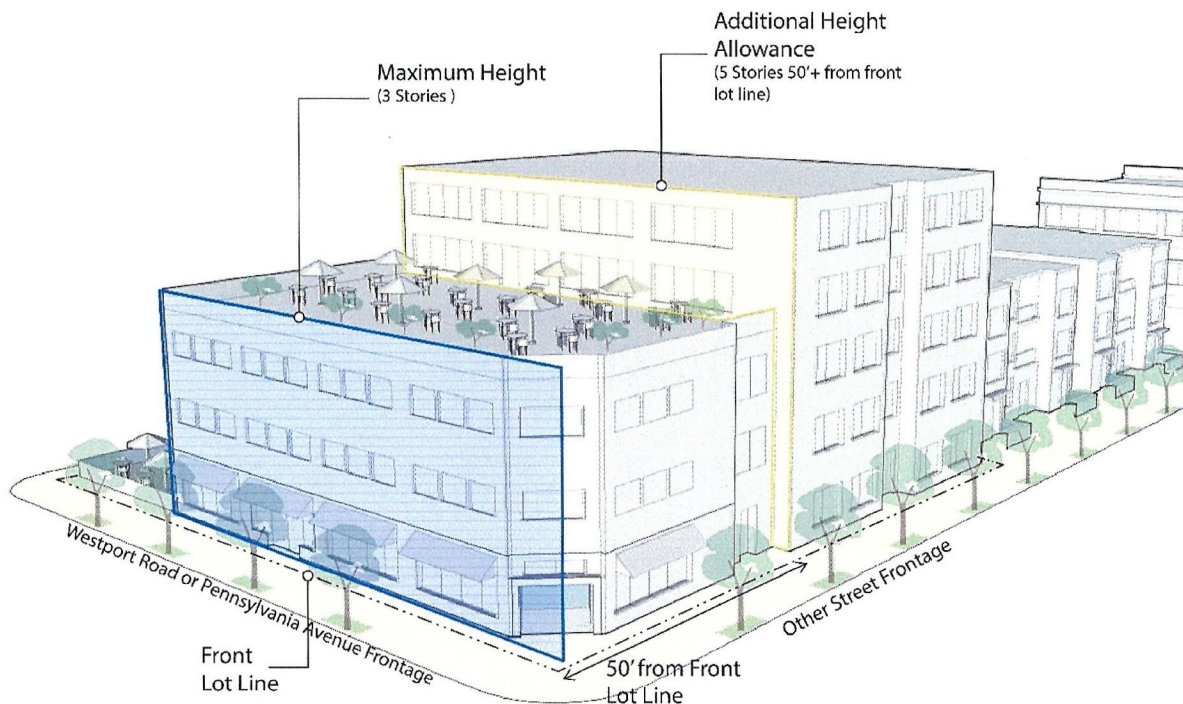 Additional Height
Allowance
(5 Stories 50'+ from front
lot line)
Maximum Height
(3 Stories )
Westport Road or Pennsylvania Avenue Frontage
Other Street Frontage
Front
Lot Line
50' from Front
Lot Line